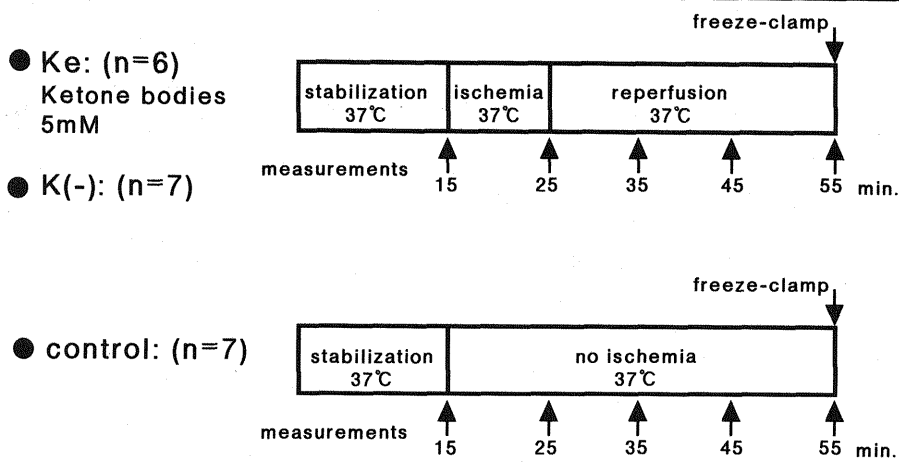 freeze-clamp
● Ke: (n=6)
Ketone bodies
5mM
stabilization
37℃
ischemia
37℃
reperfusion
37℃
measurements
15 25 35 45 55 min.
● K(-): (n=7)
freeze-clamp
● control: (n=7)
stabilization
37℃
no ischemia
37℃
measurements
15 25 35 45 55 min.